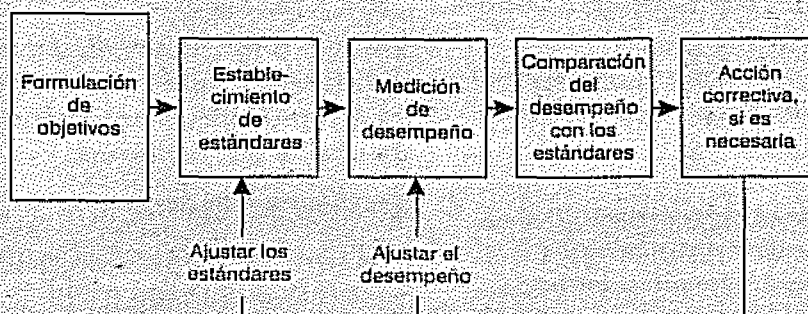 Formulación
de
objetivos
Estable-
cimiento
de
estándares
Medición
de
desempeño
Comparación
del
desempeño
con los
estándares
Acción
correctiva,
si es
necesaria
Ajustar los
estándares
Ajustar el
desempeño